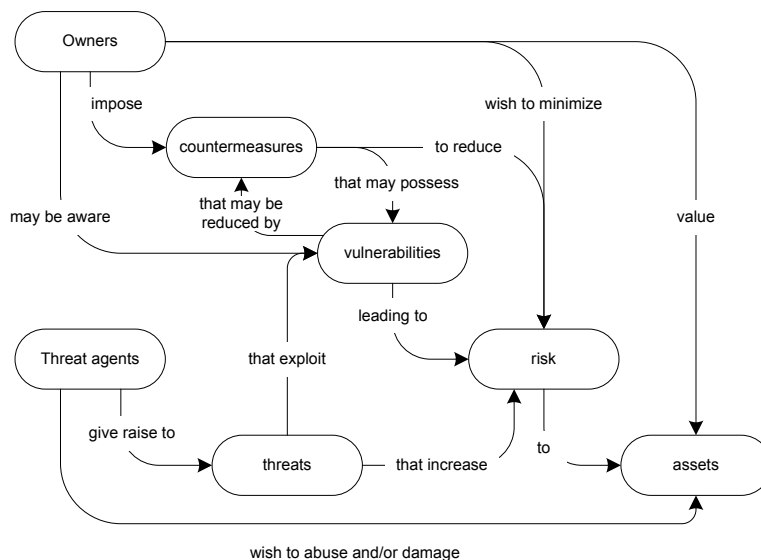 Owners
impose
wish to minimize
countermeasures
to reduce
that may possess
that may be
reduced by
may be aware
value
vulnerabilities
leading to
Threat agents
that exploit
risk
give raise to
threats
that increase
to
assets
wish to abuse and/or damage